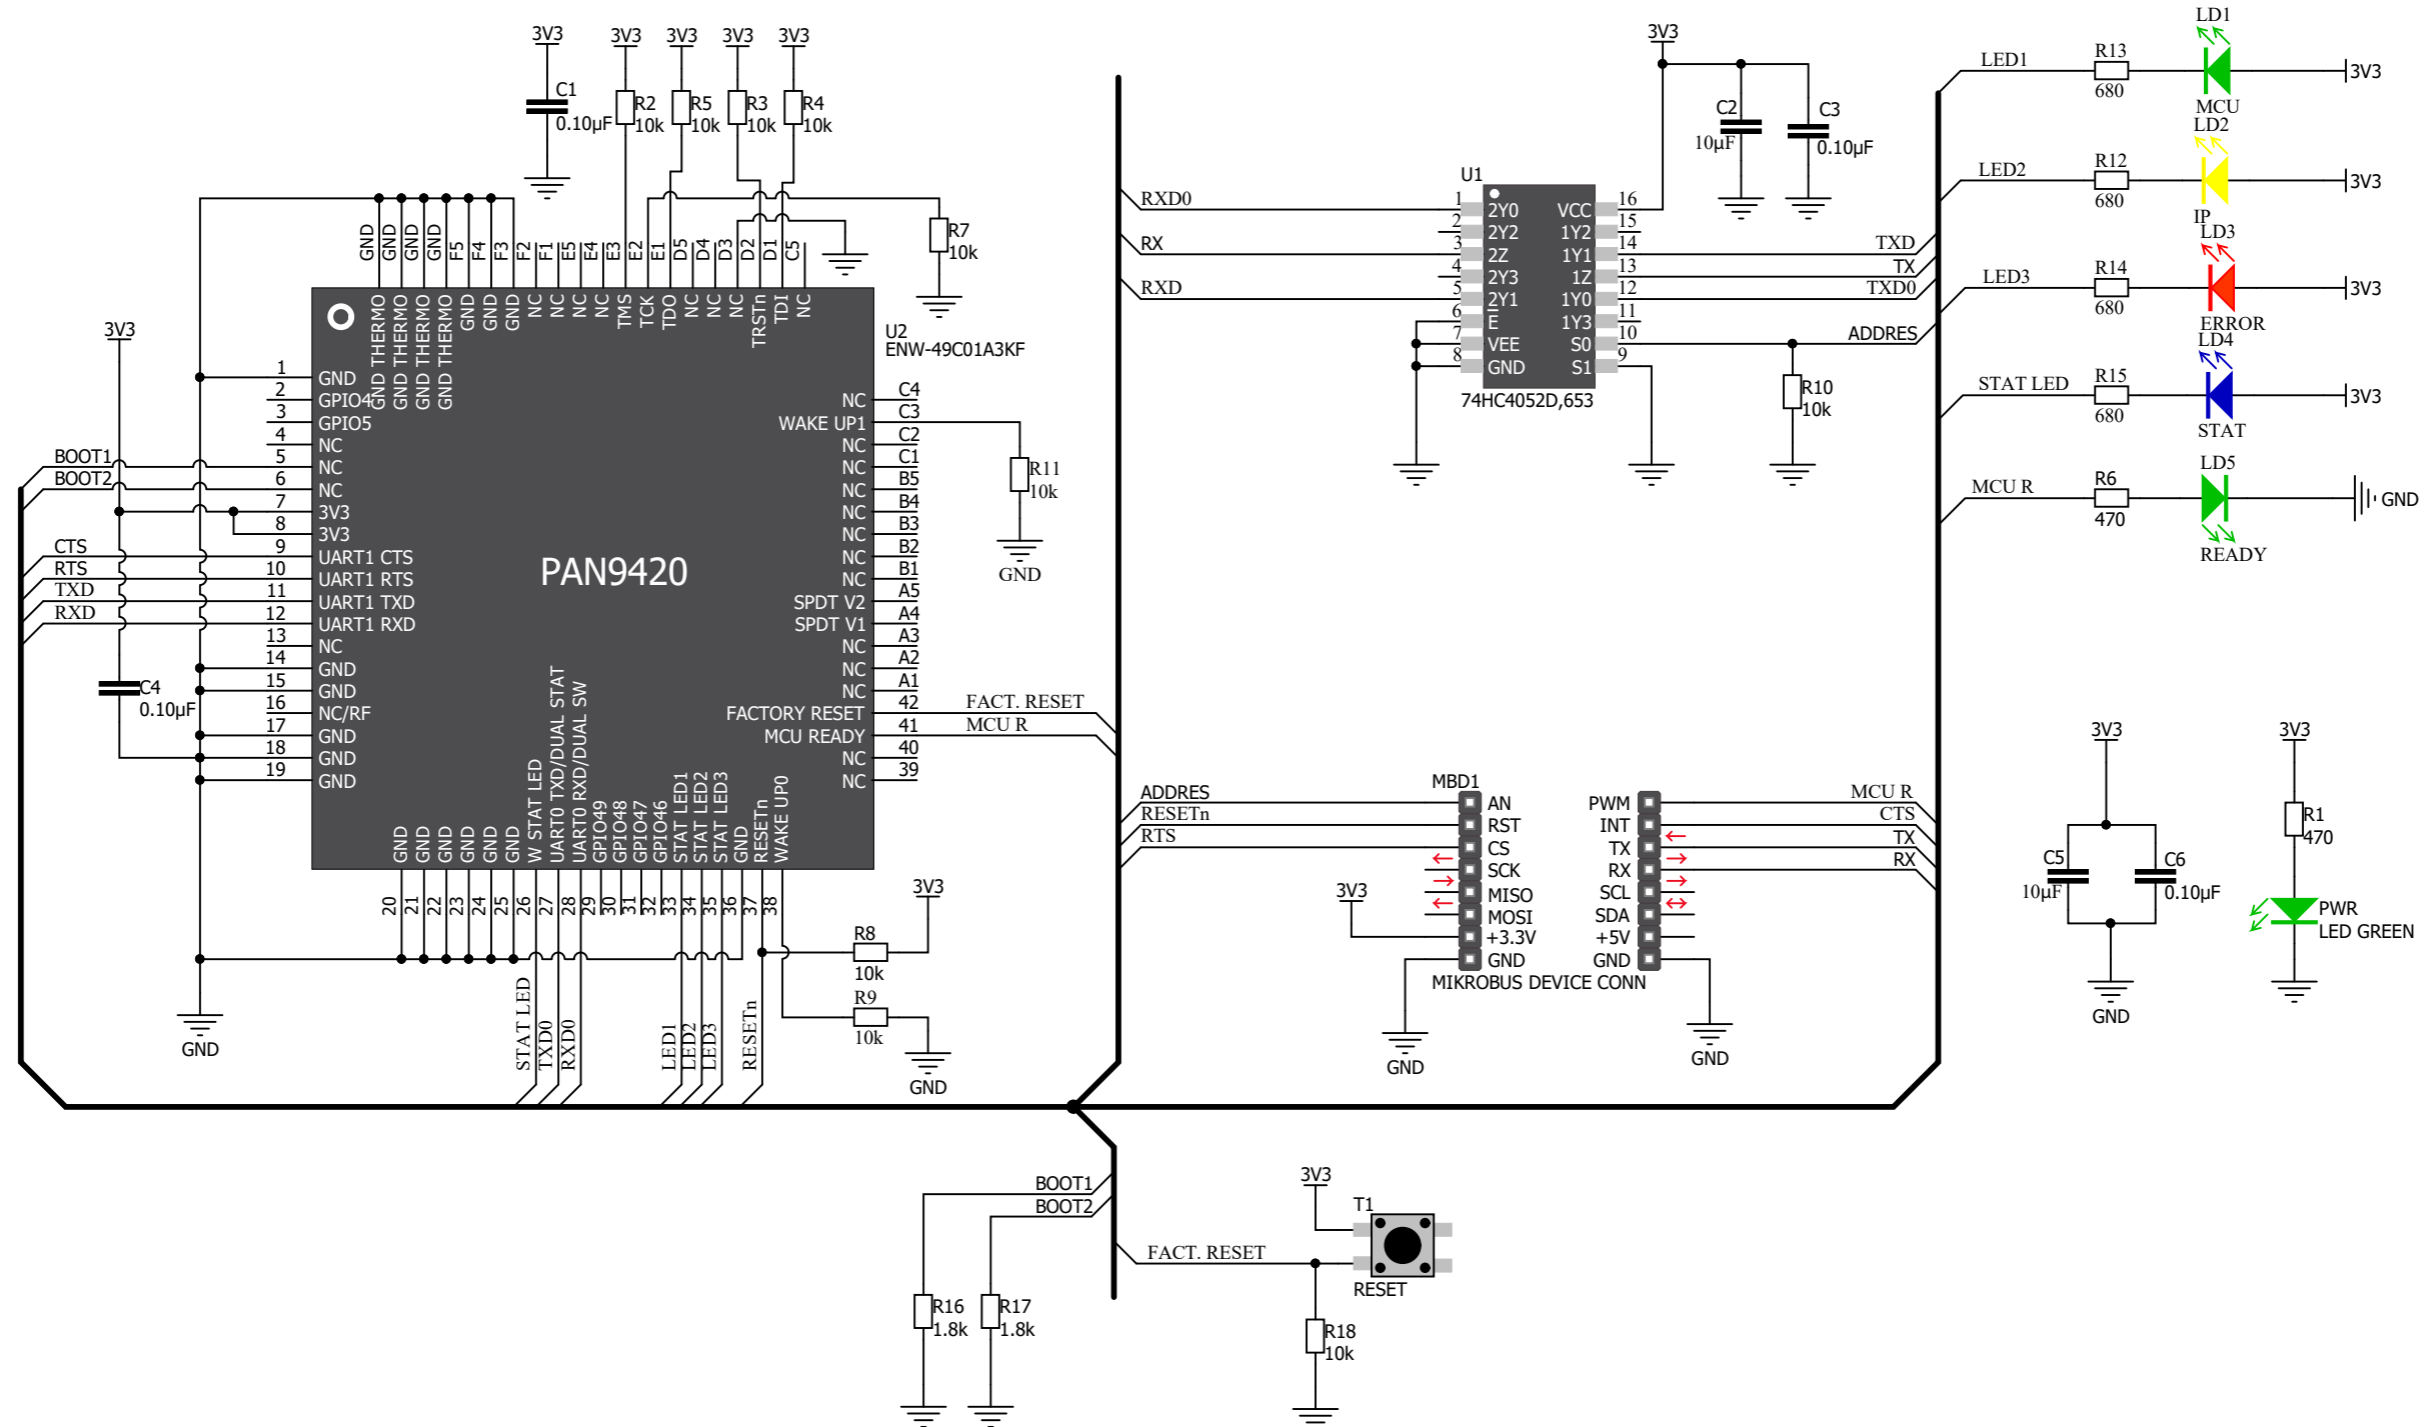 3V3
C1
0.10µF
3V3
3V3
3V3
3V3
R2
10k
R5
10k
R3
10k
R4
10k
R7
10k
GND
GND
GND
GND
F5
F4
F3
F2
F1
E5
E4
E3
E2
E1
D5
D4
D3
D2
D1
C5
GND THERMO
GND THERMO
GND THERMO
GND THERMO
GND
GND
GND
NC
NC
NC
NC
TMS
TCK
TDO
NC
NC
NC
TRSTn
TDI
NC
U2
ENW-49C01A3KF
PAN9420
3V3
BOOT1
BOOT2
CTS
RTS
TXD
RXD
C4
0.10µF
1 GND
2 GPIO4
3 GPIO5
4 NC
5 NC
6 NC
7 3V3
8 3V3
9 UART1 CTS
10 UART1 RTS
11 UART1 TXD
12 UART1 RXD
13 NC
14 GND
15 GND
16 NC/RF
17 GND
18 GND
19 GND
NC C4
WAKE UP1 C3
NC C2
NC C1
NC B5
NC B4
NC B3
NC B2
NC B1
SPDT V2 A5
SPDT V1 A4
NC A3
NC A2
NC A1
FACTORY RESET 42
MCU READY 41
NC 40
NC 39
R11
10k
GND
FACT. RESET
MCU R
GND
GND
GND
GND
GND
GND
W STAT LED
UART0 TXD/DUAL STAT
UART0 RXD/DUAL SW
GPIO49
GPIO48
GPIO47
GPIO46
STAT LED1
STAT LED2
STAT LED3
GND
RESETn
WAKE UP0
20
21
22
23
24
25
26
27
28
29
30
31
32
33
34
35
36
37
38
3V3
R8
10k
R9
10k
GND
GND
STAT LED
TXD0
RXD0
LED1
LED2
LED3
RESETn
3V3
C2
10µF
C3
0.10µF
U1
RXD0
RX
RXD
1 2Y0
2 2Y2
3 2Z
4 2Y3
5 2Y1
6 E
7 VEE
8 GND
VCC 16
1Y2 15
1Y1 14
1Z 13
1Y0 12
1Y3 11
S0 10
S1 9
74HC4052D,653
TXD
TX
TXD0
ADDRES
R10
10k
LED1
R13
680
LD1
MCU
3V3
LED2
R12
680
LD2
IP
3V3
LED3
R14
680
LD3
ERROR
3V3
STAT LED
R15
680
LD4
STAT
3V3
MCU R
R6
470
LD5
READY
GND
MBD1
ADDRES
RESETn
RTS
3V3
AN
RST
CS
SCK
MISO
MOSI
+3.3V
GND
PWM
INT
TX
RX
SCL
SDA
+5V
GND
MIKROBUS DEVICE CONN
MCU R
CTS
TX
RX
GND
GND
3V3
C5
10µF
C6
0.10µF
GND
3V3
R1
470
PWR
LED GREEN
BOOT1
BOOT2
R16
1.8k
R17
1.8k
3V3
T1
FACT. RESET
RESET
R18
10k